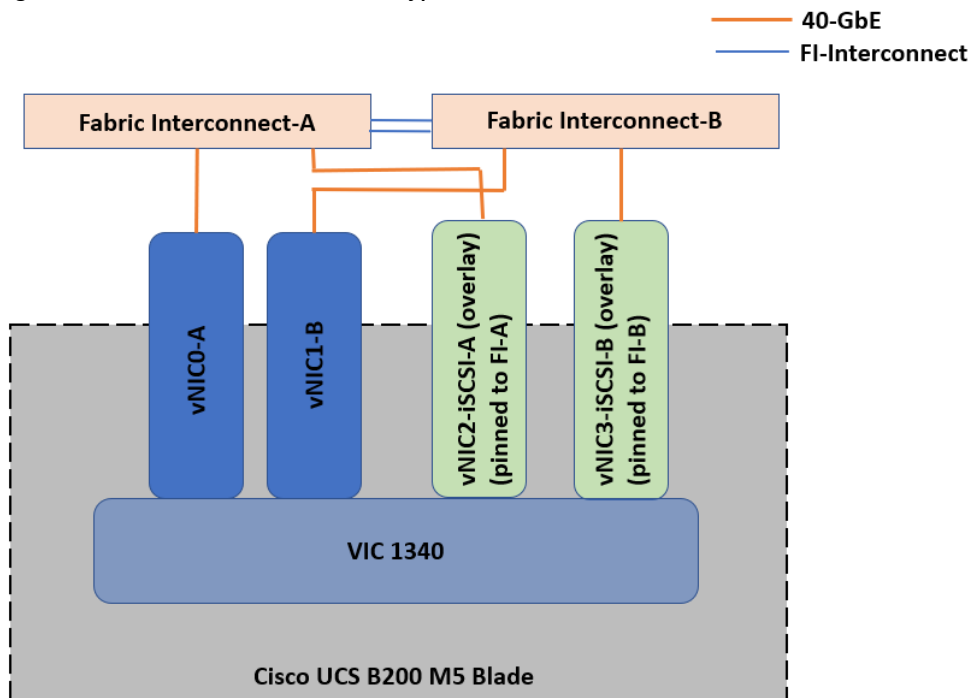 40-GbE
FI-Interconnect
Fabric Interconnect-A
Fabric Interconnect-B
vNIC0-A
vNIC1-B
vNIC2-iSCSI-A (overlay)
(pinned to FI-A)
vNIC3-iSCSI-B (overlay)
(pinned to FI-B)
VIC 1340
Cisco UCS B200 M5 Blade